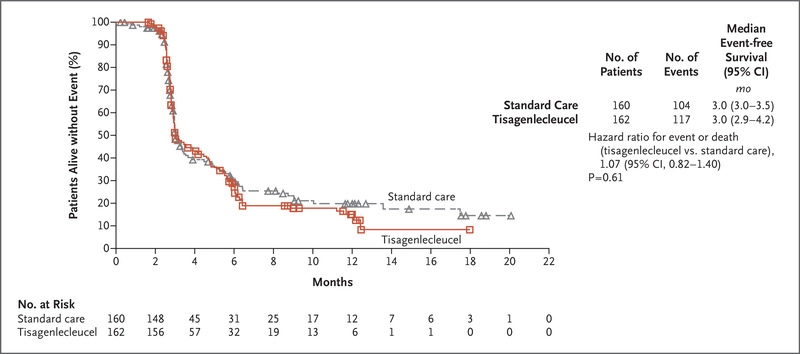 Patients Alive without Event (%)
100
90
80
70
60
50
40
30
20
10
0
0 2 4 6 8 10 12 14 16 18 20 22
Months
Standard care
Tisagenlecleucel
No. of Patients
No. of Events
Median Event-free Survival (95% CI)
mo
Standard Care 160 104 3.0 (3.0–3.5)
Tisagenlecleucel 162 117 3.0 (2.9–4.2)
Hazard ratio for event or death
(tisagenlecleucel vs. standard care),
1.07 (95% CI, 0.82–1.40)
P=0.61
No. at Risk
Standard care 160 148 45 31 25 17 12 7 6 3 1 0
Tisagenlecleucel 162 156 57 32 19 13 6 1 1 0 0 0